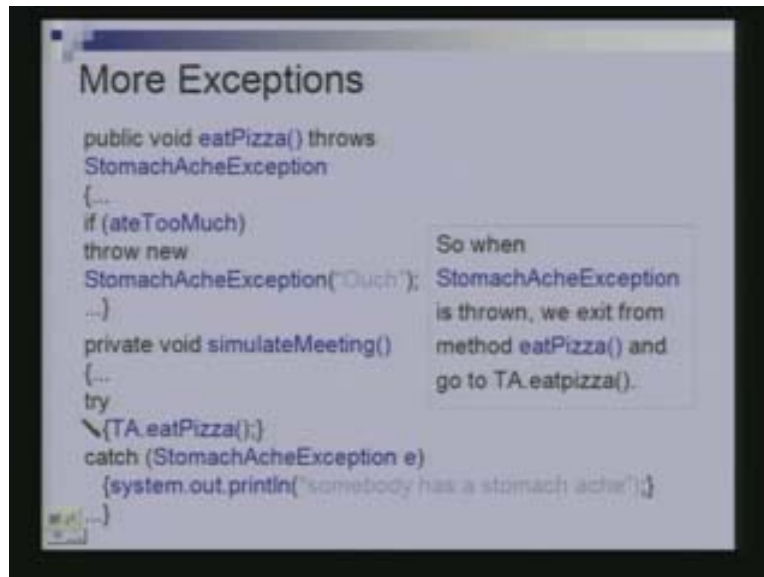 More Exceptions
public void eatPizza() throws
StomachAcheException
{...
if (ateTooMuch)
throw new
StomachAcheException("Ouch");
...}
private void simulateMeeting()
{...
try
{TA.eatPizza();}
catch (StomachAcheException e)
{system.out.println("somebody has a stomach ache");}
...}
So when
StomachAcheException
is thrown, we exit from
method eatPizza() and
go to TA.eatpizza().